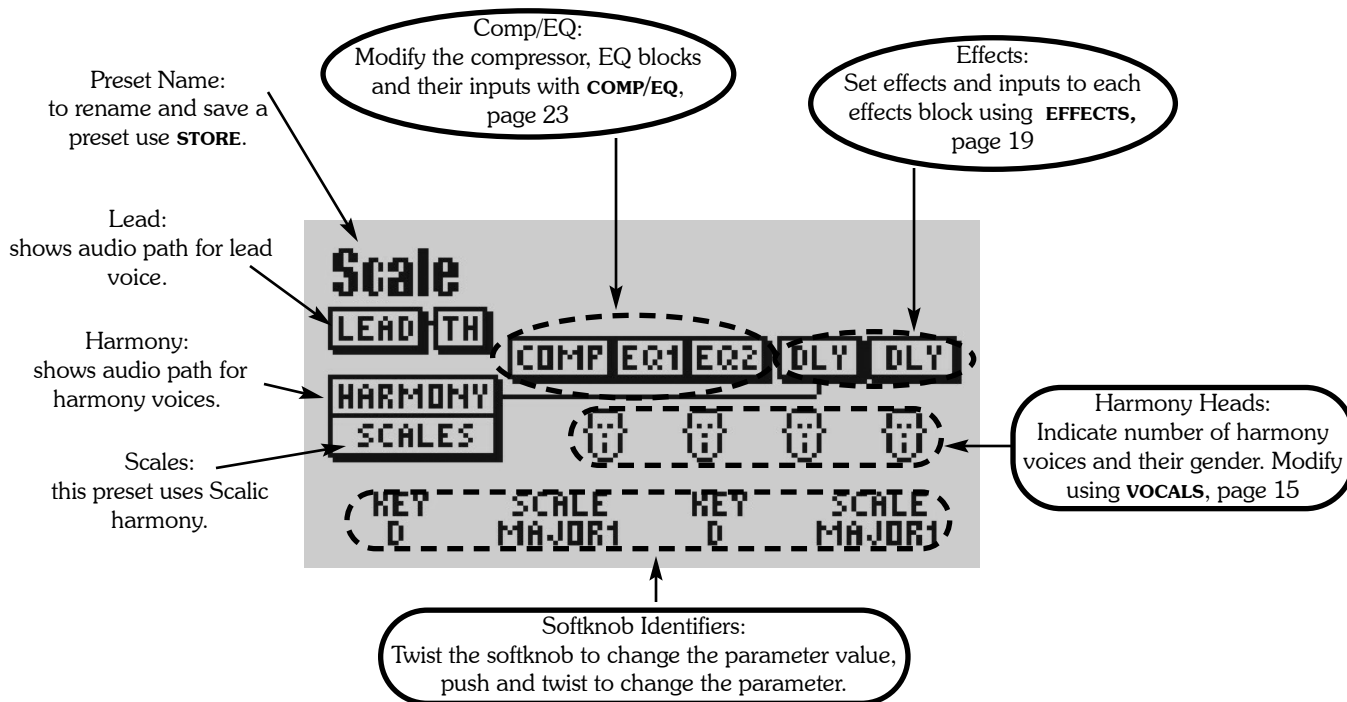 Comp/EQ:
Modify the compressor, EQ blocks
and their inputs with COMP/EQ,
page 23
Effects:
Set effects and inputs to each
effects block using EFFECTS,
page 19
Preset Name:
to rename and save a
preset use STORE.
Lead:
shows audio path for lead
voice.
Harmony:
shows audio path for
harmony voices.
Scales:
this preset uses Scalic
harmony.
Scale
LEAD TH
COMP EQ1 EQ2 DLY DLY
HARMONY
SCALES
KEY SCALE KEY SCALE
D MAJOR1 D MAJOR1
Harmony Heads:
Indicate number of harmony
voices and their gender. Modify
using VOCALS, page 15
Softknob Identifiers:
Twist the softknob to change the parameter value,
push and twist to change the parameter.